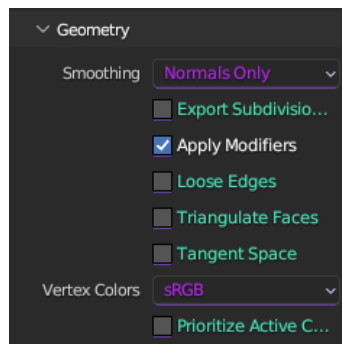 Geometry
Smoothing Normals Only
Export Subdivisio...
Apply Modifiers
Loose Edges
Triangulate Faces
Tangent Space
Vertex Colors sRGB
Prioritize Active C...